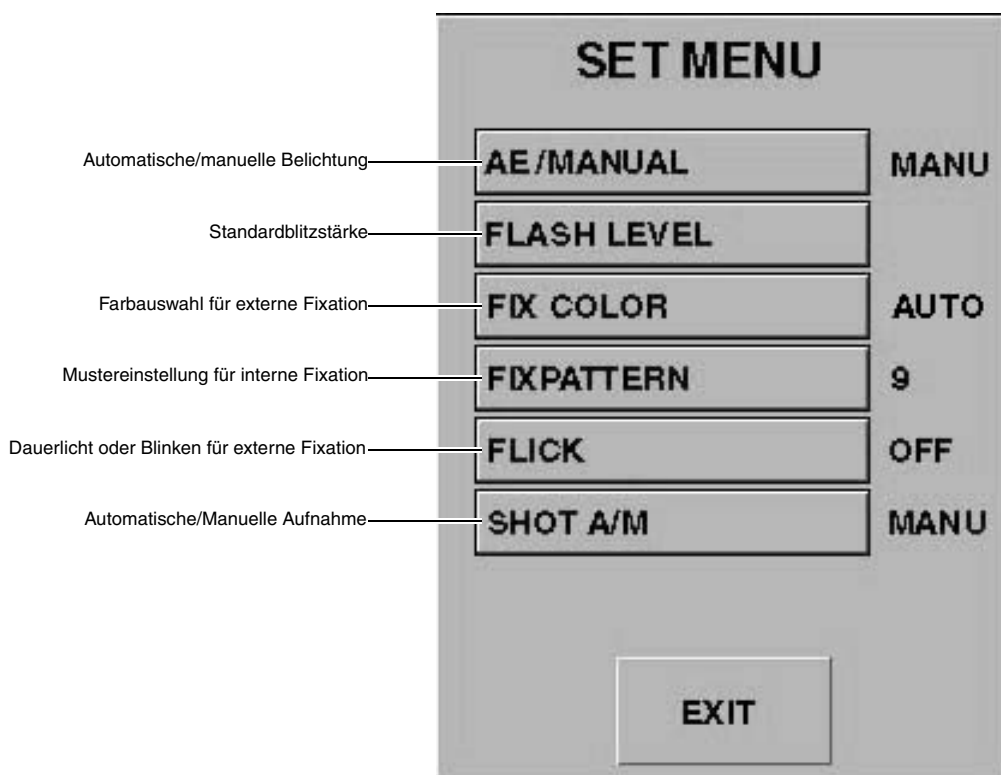 SET MENU
Automatische/manuelle Belichtung AE/MANUAL MANU
Standardblitzstärke FLASH LEVEL
Farbauswahl für externe Fixation FIX COLOR AUTO
Mustereinstellung für interne Fixation FIXPATTERN 9
Dauerlicht oder Blinken für externe Fixation FLICK OFF
Automatische/Manuelle Aufnahme SHOT A/M MANU
EXIT